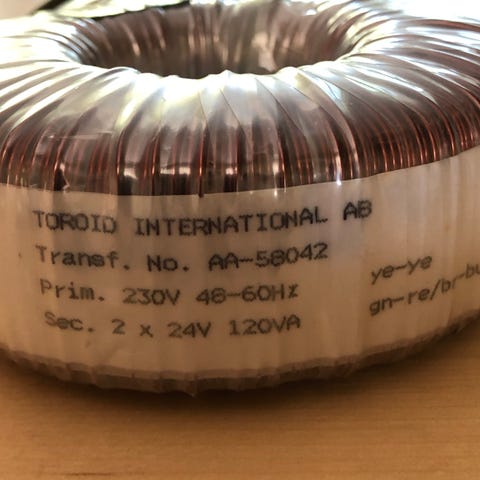 TOROID INTERNATIONAL AB
Transf. No. AA-58042
Prim. 230V 48-60Hz ye-ye
Sec. 2 x 24V 120VA gn-re/br-bu